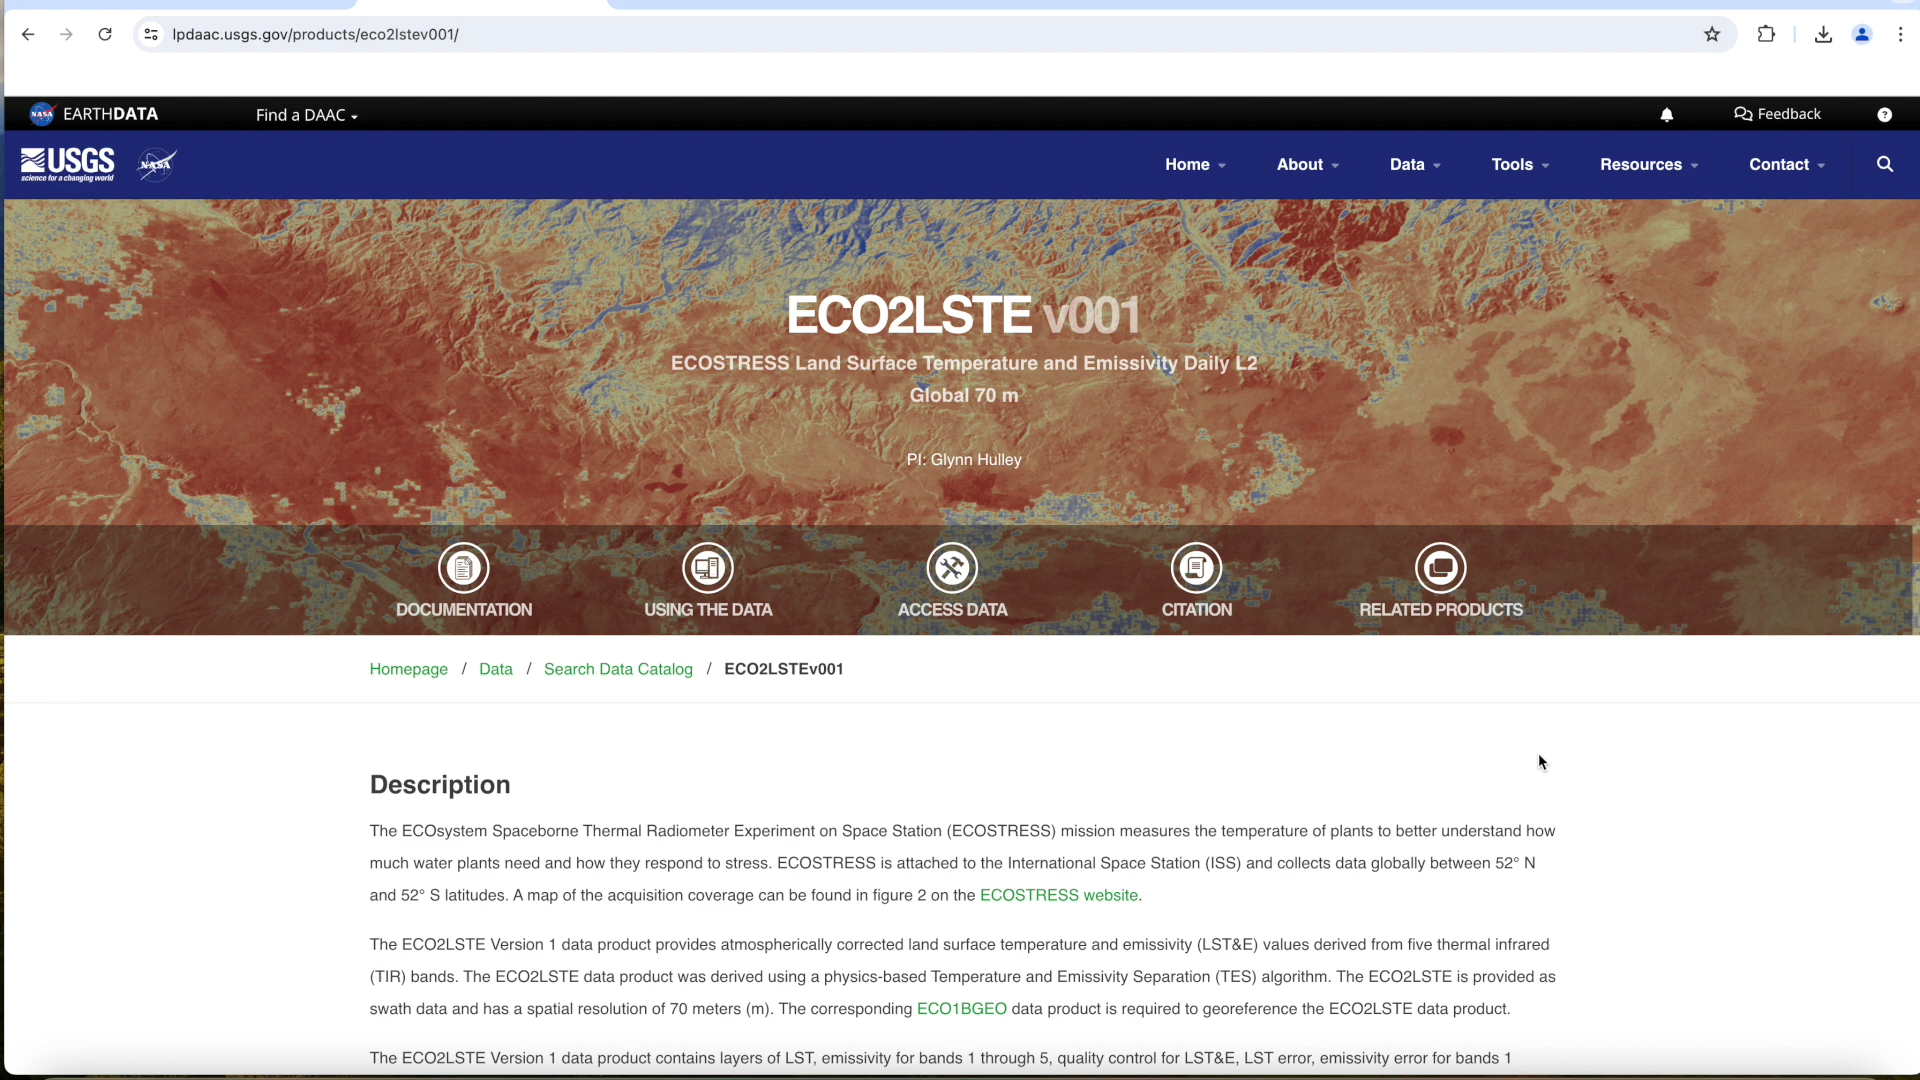 lpdaac.usgs.gov/products/eco2lstev001/
NASA EARTHDATA
Find a DAAC
Feedback
?
USGS
science for a changing world
NASA
Home
About
Data
Tools
Resources
Contact
ECO2LSTE v001
ECOSTRESS Land Surface Temperature and Emissivity Daily L2
Global 70 m
PI: Glynn Hulley
DOCUMENTATION
USING THE DATA
ACCESS DATA
CITATION
RELATED PRODUCTS
Homepage / Data / Search Data Catalog / ECO2LSTEv001
Description
The ECOsystem Spaceborne Thermal Radiometer Experiment on Space Station (ECOSTRESS) mission measures the temperature of plants to better understand how
much water plants need and how they respond to stress. ECOSTRESS is attached to the International Space Station (ISS) and collects data globally between 52° N
and 52° S latitudes. A map of the acquisition coverage can be found in figure 2 on the ECOSTRESS website.
The ECO2LSTE Version 1 data product provides atmospherically corrected land surface temperature and emissivity (LST&E) values derived from five thermal infrared
(TIR) bands. The ECO2LSTE data product was derived using a physics-based Temperature and Emissivity Separation (TES) algorithm. The ECO2LSTE is provided as
swath data and has a spatial resolution of 70 meters (m). The corresponding ECO1BGEO data product is required to georeference the ECO2LSTE data product.
The ECO2LSTE Version 1 data product contains layers of LST, emissivity for bands 1 through 5, quality control for LST&E, LST error, emissivity error for bands 1